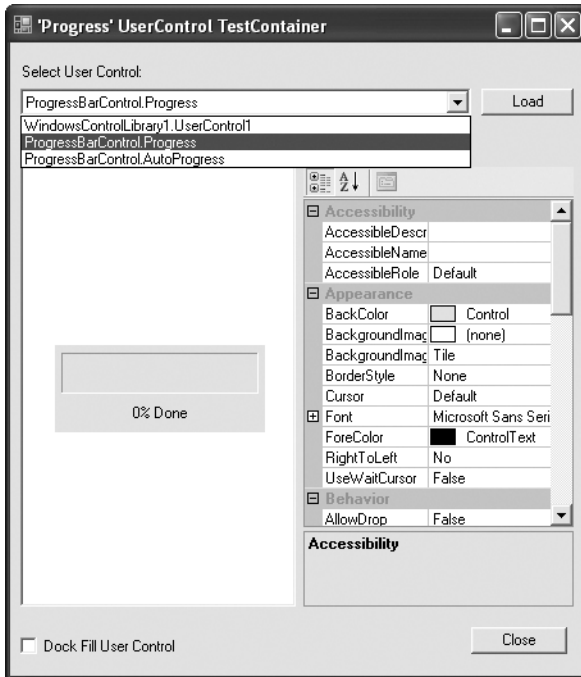 'Progress' UserControl TestContainer
Select User Control:
ProgressBarControl.Progress
Load
WindowsControlLibrary1.UserControl1
ProgressBarControl.Progress
ProgressBarControl.AutoProgress
A
Z
Accessibility
AccessibleDescr
AccessibleName
AccessibleRole Default
Appearance
BackColor Control
BackgroundImag (none)
BackgroundImag Tile
BorderStyle None
Cursor Default
Font Microsoft Sans Seri
ForeColor ControlText
RightToLeft No
UseWaitCursor False
Behavior
AllowDrop False
0% Done
Accessibility
Dock Fill User Control
Close